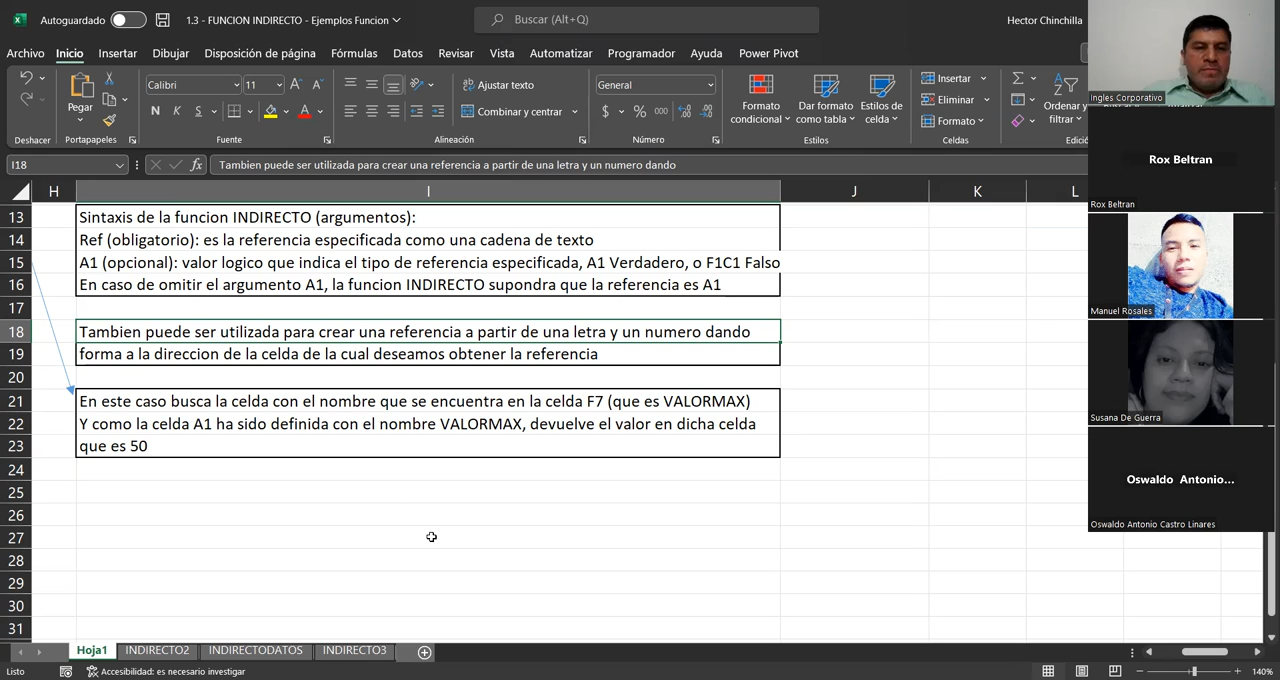 Autoguardado
1.3 - FUNCION INDIRECTO - Ejemplos Funcion
Buscar (Alt+Q)
Hector Chinchilla
Archivo Inicio Insertar Dibujar Disposición de página Fórmulas Datos Revisar Vista Automatizar Programador Ayuda Power Pivot
Pegar
Calibri 11
N K S
Ajustar texto
Combinar y centrar
General
$ % 000
Formato condicional
Dar formato como tabla
Estilos de celda
Insertar
Eliminar
Formato
Ordenar y filtrar
Deshacer Portapapeles Fuente Alineación Número Estilos Celdas Edici
I18
fx
Tambien puede ser utilizada para crear una referencia a partir de una letra y un numero dando
H I J K L
13 Sintaxis de la funcion INDIRECTO (argumentos):
14 Ref (obligatorio): es la referencia especificada como una cadena de texto
15 A1 (opcional): valor logico que indica el tipo de referencia especificada, A1 Verdadero, o F1C1 Falso
16 En caso de omitir el argumento A1, la funcion INDIRECTO supondra que la referencia es A1
17
18 Tambien puede ser utilizada para crear una referencia a partir de una letra y un numero dando
19 forma a la direccion de la celda de la cual deseamos obtener la referencia
20
21 En este caso busca la celda con el nombre que se encuentra en la celda F7 (que es VALORMAX)
22 Y como la celda A1 ha sido definida con el nombre VALORMAX, devuelve el valor en dicha celda
23 que es 50
24
25
26
27
28
29
30
31
Hoja1 INDIRECTO2 INDIRECTODATOS INDIRECTO3
Listo
Accesibilidad: es necesario investigar
140%
Ingles Corporativo
Rox Beltran
Rox Beltran
Manuel Rosales
Susana De Guerra
Oswaldo Antonio...
Oswaldo Antonio Castro Linares